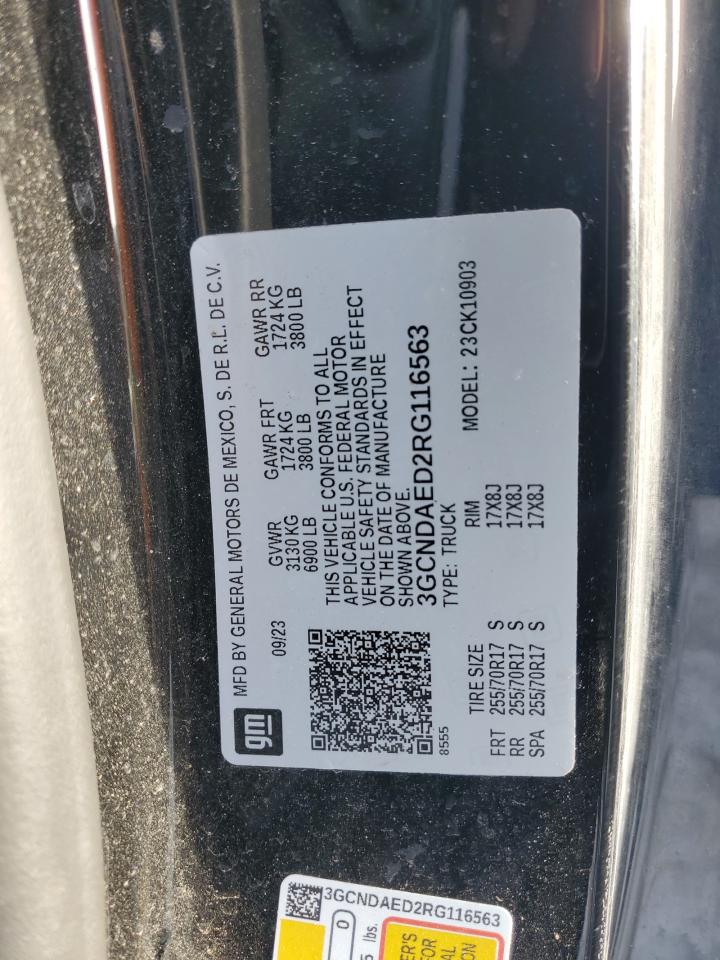 gm
MFD BY GENERAL MOTORS DE MEXICO, S. DE R.L. DE C.V.
09/23 GVWR GAWR FRT GAWR RR
3130 KG 1724 KG 1724 KG
6900 LB 3800 LB 3800 LB
THIS VEHICLE CONFORMS TO ALL
APPLICABLE U.S. FEDERAL MOTOR
VEHICLE SAFETY STANDARDS IN EFFECT
ON THE DATE OF MANUFACTURE
SHOWN ABOVE.
3GCNDAED2RG116563
8555 TYPE: TRUCK MODEL: 23CK10903
TIRE SIZE RIM
FRT 255/70R17 S 17X8J
RR 255/70R17 S 17X8J
SPA 255/70R17 S 17X8J
3GCNDAED2RG116563
0
lbs.